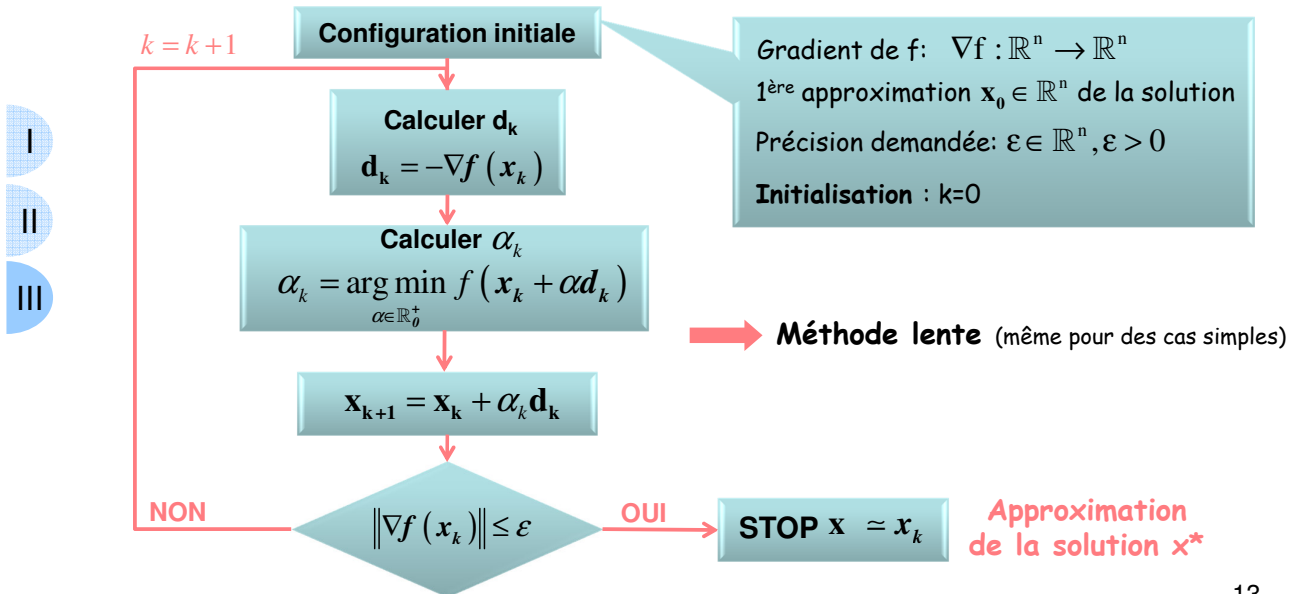 k = k +1
Configuration initiale
Gradient de f: ∇f : ℝⁿ → ℝⁿ
1ère approximation x₀ ∈ ℝⁿ de la solution
Précision demandée: ε ∈ ℝⁿ, ε > 0
Initialisation : k=0
I
II
III
Calculer dₖ
dₖ = −∇f (xₖ)
Calculer αₖ
αₖ = arg min f (xₖ + αdₖ)
α∈ℝ₀⁺
Méthode lente (même pour des cas simples)
xₖ₊₁ = xₖ + αₖdₖ
NON
‖∇f (xₖ)‖ ≤ ε
OUI
STOP x ≃ xₖ
Approximation
de la solution x*
13